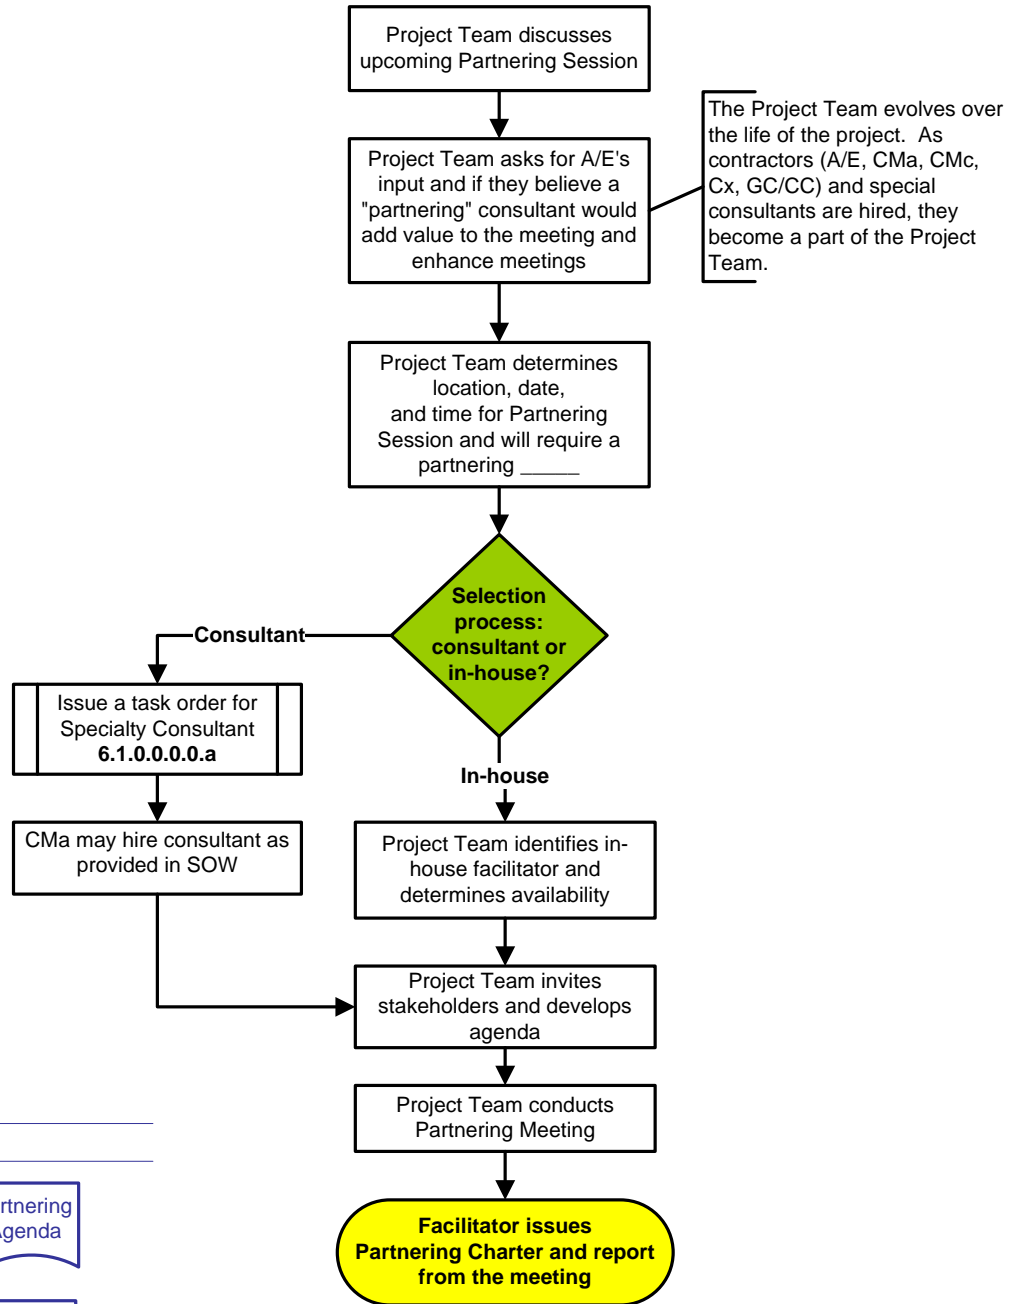 Project Team discusses
upcoming Partnering Session
Project Team asks for A/E's
input and if they believe a
"partnering" consultant would
add value to the meeting and
enhance meetings
The Project Team evolves over
the life of the project. As
contractors (A/E, CMa, CMc,
Cx, GC/CC) and special
consultants are hired, they
become a part of the Project
Team.
Project Team determines
location, date,
and time for Partnering
Session and will require a
partnering _____
Selection
process:
consultant or
in-house?
Consultant
Issue a task order for
Specialty Consultant
6.1.0.0.0.0.a
In-house
CMa may hire consultant as
provided in SOW
Project Team identifies in-
house facilitator and
determines availability
Project Team invites
stakeholders and develops
agenda
Project Team conducts
Partnering Meeting
rtnering
genda
Facilitator issues
Partnering Charter and report
from the meeting